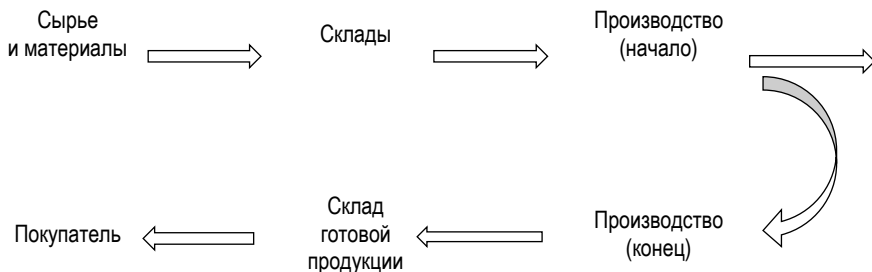 Сырье
и материалы
Склады
Производство
(начало)
Покупатель
Склад
готовой
продукции
Производство
(конец)